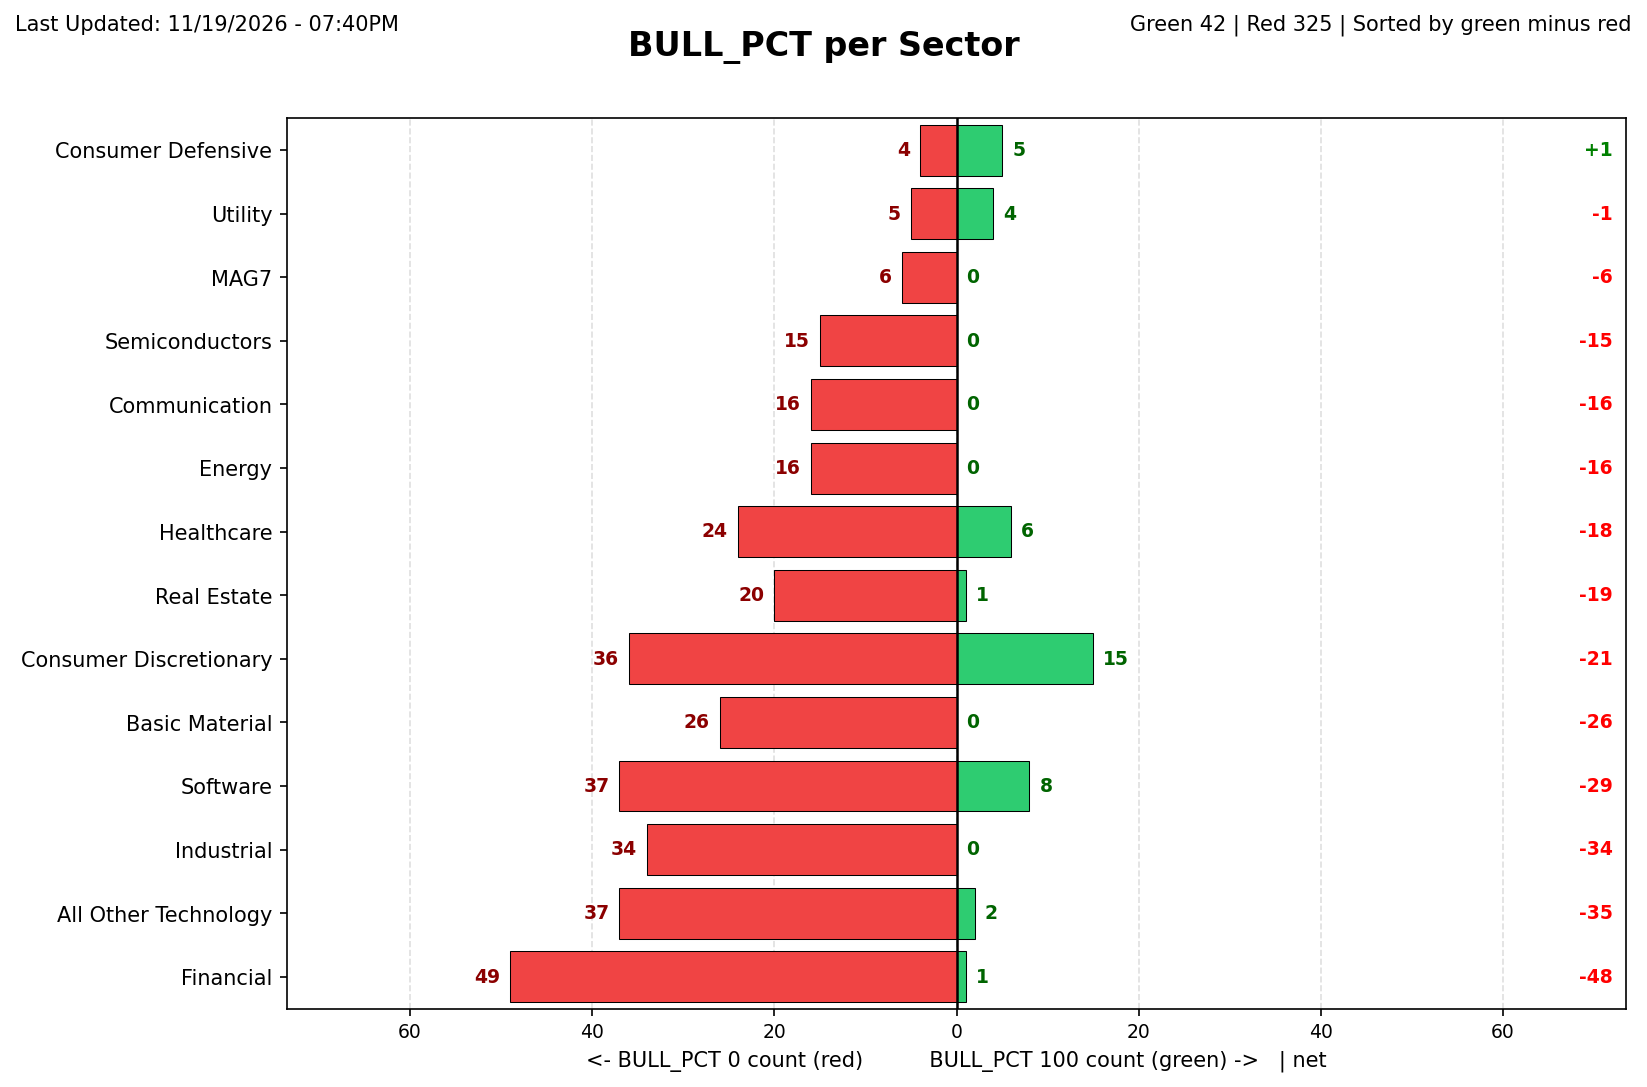 Last Updated: 11/19/2026 - 07:40PM
Green 42 | Red 325 | Sorted by green minus red
BULL_PCT per Sector
Consumer Defensive 4 5 +1
Utility 5 4 -1
MAG7 6 0 -6
Semiconductors 15 0 -15
Communication 16 0 -16
Energy 16 0 -16
Healthcare 24 6 -18
Real Estate 20 1 -19
Consumer Discretionary 36 15 -21
Basic Material 26 0 -26
Software 37 8 -29
Industrial 34 0 -34
All Other Technology 37 2 -35
Financial 49 1 -48
60 40 20 0 20 40 60
<- BULL_PCT 0 count (red) BULL_PCT 100 count (green) -> | net